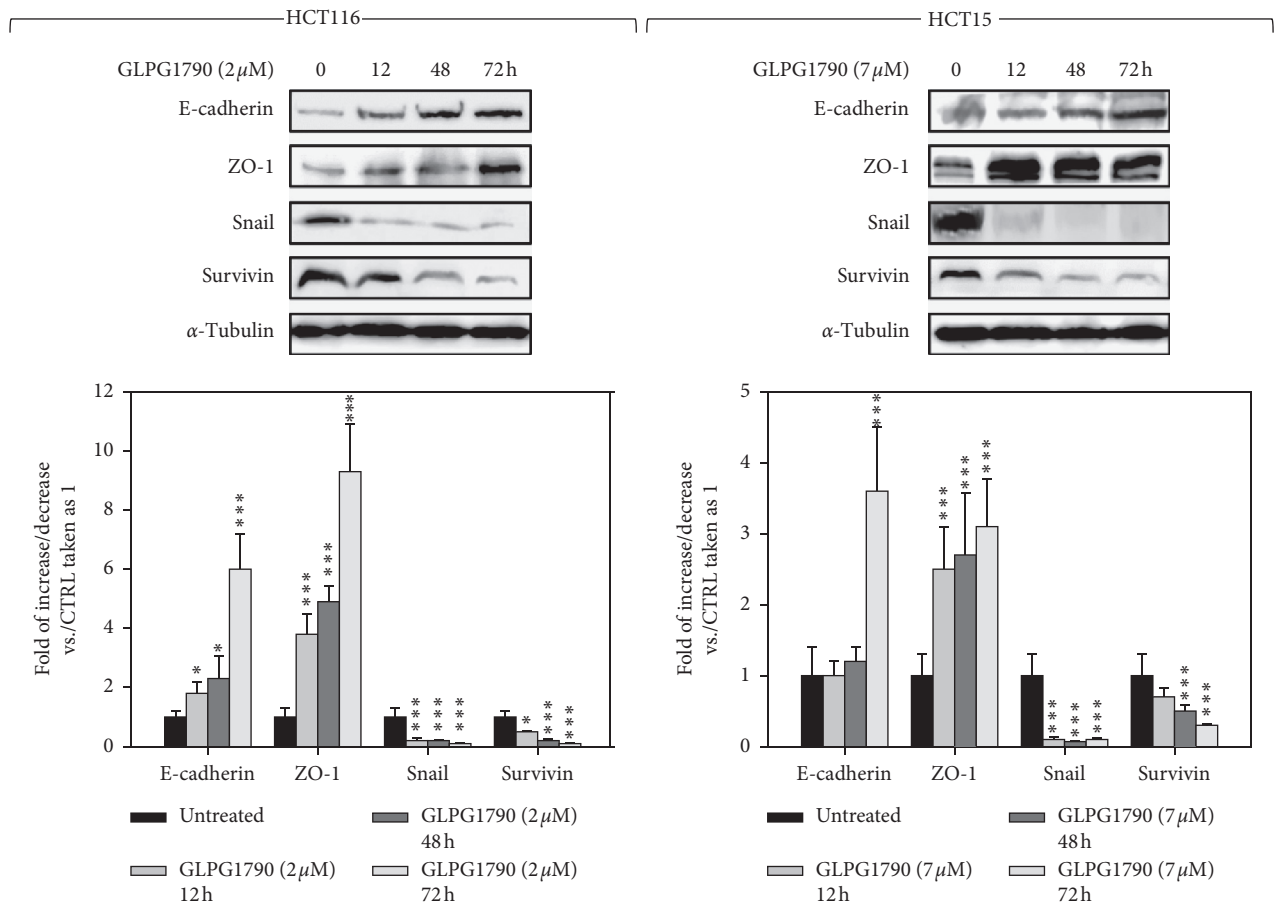 HCT116
GLPG1790 (2 μM) 0 12 48 72 h
E-cadherin
ZO-1
Snail
Survivin
α-Tubulin
Fold of increase/decrease
vs./CTRL taken as 1
12
10
8
6
4
2
0
* * *** *** *** *** *** *** *** * *** ***
E-cadherin ZO-1 Snail Survivin
Untreated
GLPG1790 (2 μM)
12 h
GLPG1790 (2 μM)
48 h
GLPG1790 (2 μM)
72 h
HCT15
GLPG1790 (7 μM) 0 12 48 72 h
E-cadherin
ZO-1
Snail
Survivin
α-Tubulin
Fold of increase/decrease
vs./CTRL taken as 1
5
4
3
2
1
0
*** *** *** *** *** *** *** *** ***
E-cadherin ZO-1 Snail Survivin
Untreated
GLPG1790 (7 μM)
12 h
GLPG1790 (7 μM)
48 h
GLPG1790 (7 μM)
72 h